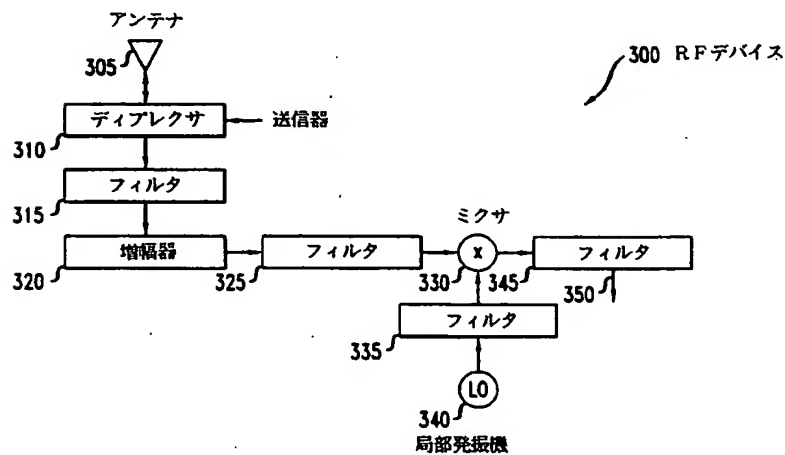 アンテナ
305
300 RFデバイス
ディプレクサ
送信器
310
フィルタ
315
ミクサ
増幅器
フィルタ
X
フィルタ
320
325
330
345
350
フィルタ
335
LO
340
局部発振機